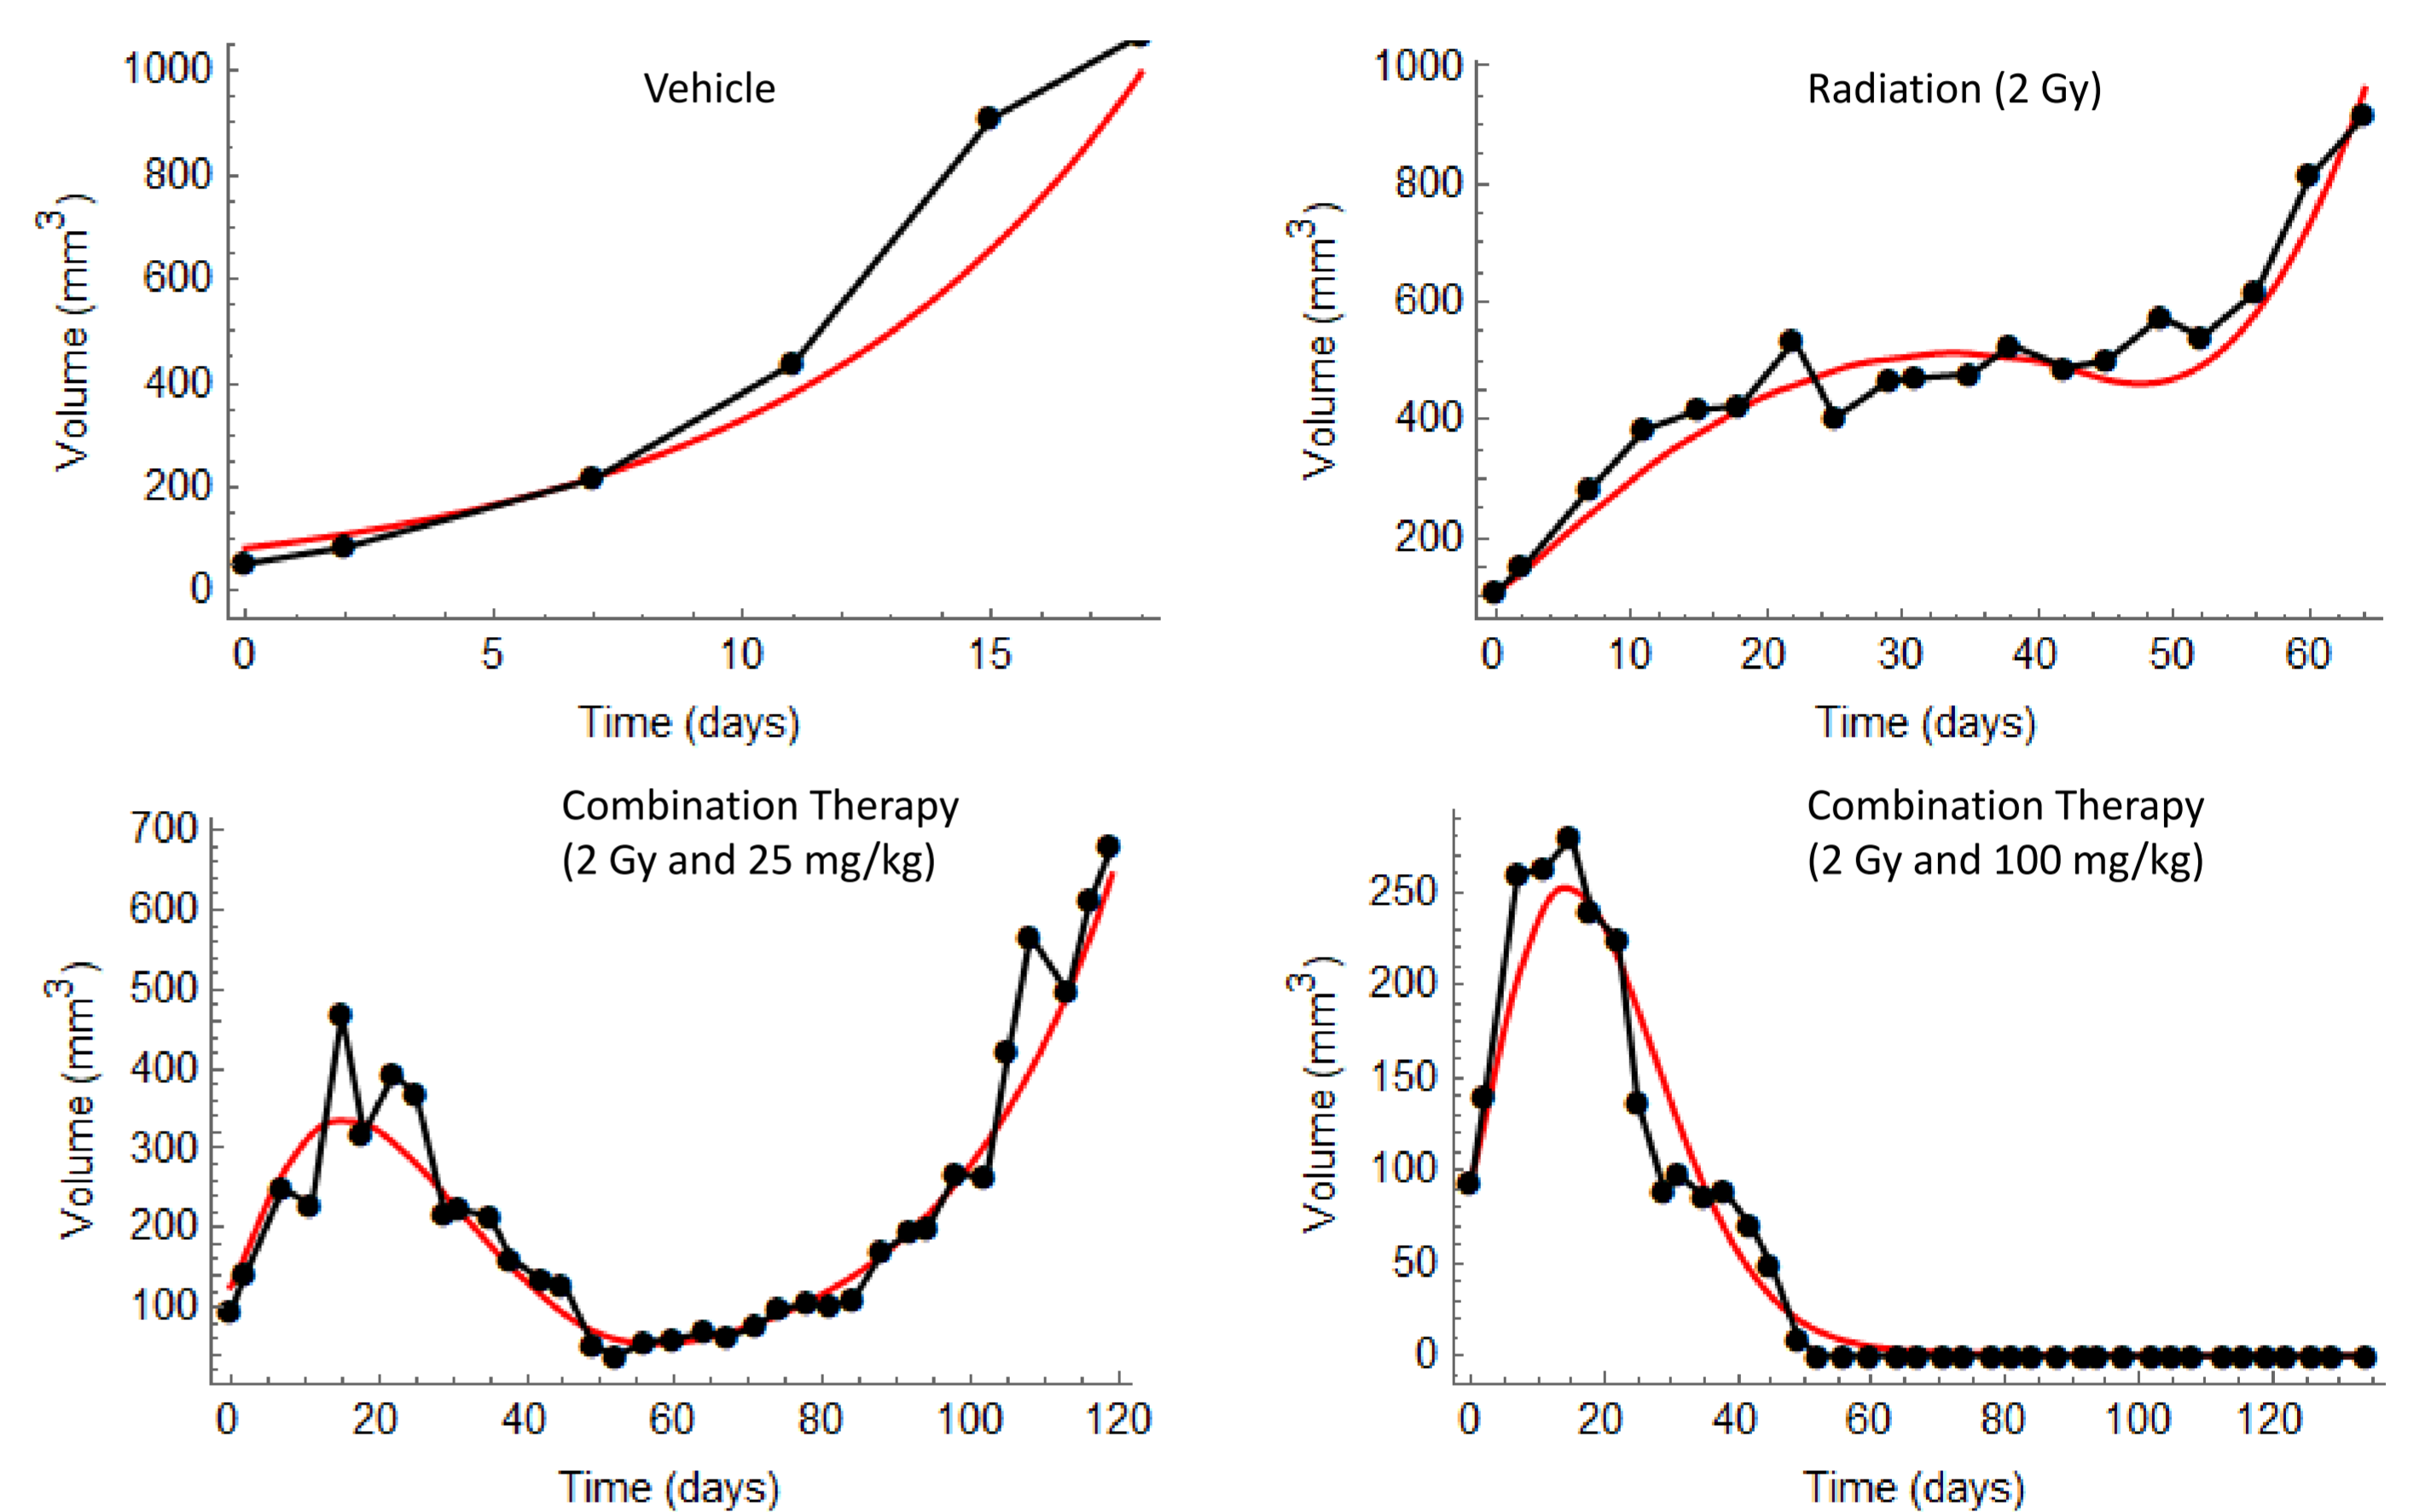 Vehicle
1000
800
600
400
200
0
Volume (mm3)
0 5 10 15
Time (days)
Radiation (2 Gy)
1000
800
600
400
200
Volume (mm3)
0 10 20 30 40 50 60
Time (days)
Combination Therapy
(2 Gy and 25 mg/kg)
700
600
500
400
300
200
100
Volume (mm3)
0 20 40 60 80 100 120
Time (days)
Combination Therapy
(2 Gy and 100 mg/kg)
250
200
150
100
50
0
Volume (mm3)
0 20 40 60 80 100 120
Time (days)